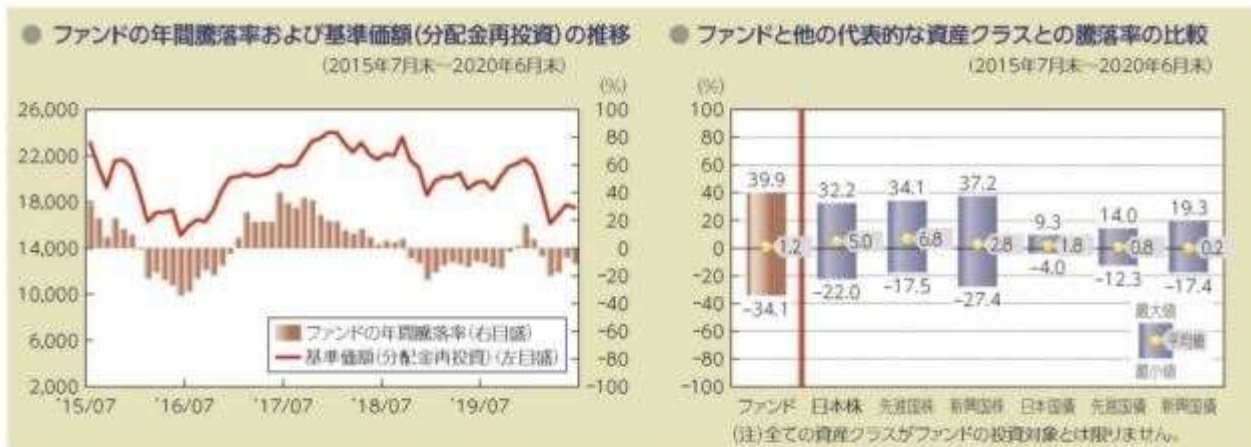 ● ファンドの年間騰落率および基準価額(分配金再投資)の推移
(2015年7月末～2020年6月末)
(%)
26,000
22,000
18,000
14,000
10,000
6,000
2,000
100
80
60
40
20
0
-20
-40
-60
-80
-100
ファンドの年間騰落率(右目盛)
基準価額(分配金再投資)(左目盛)
'15/07 '16/07 '17/07 '18/07 '19/07
● ファンドと他の代表的な資産クラスとの騰落率の比較
(2015年7月末～2020年6月末)
(%)
100
80
60
40
20
0
-20
-40
-60
-80
-100
39.9 32.2 34.1 37.2 9.3 14.0 19.3
1.2 5.0 6.8 2.8 1.8 0.8 0.2
-34.1 -22.0 -17.5 -27.4 -4.0 -12.3 -17.4
最大値
平均値
最小値
ファンド 日本株 先進国株 新興国株 日本国債 先進国債 新興国債
(注)全ての資産クラスがファンドの投資対象とは限りません。